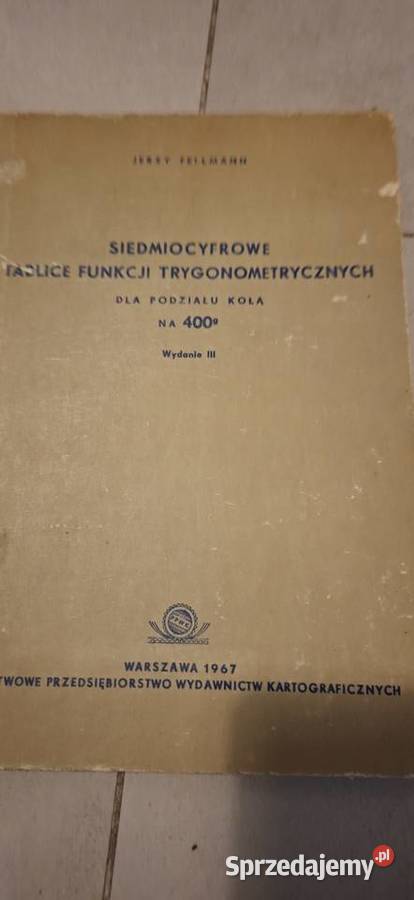 JERZY FELLMANN
SIEDMIOCYFROWE
TABLICE FUNKCJI TRYGONOMETRYCZNYCH
DLA PODZIAŁU KOŁA
NA 400g
Wydanie III
PPWK
WARSZAWA 1967
TWOWE PRZEDSIĘBIORSTWO WYDAWNICTW KARTOGRAFICZNYCH
Sprzedajemy.pl